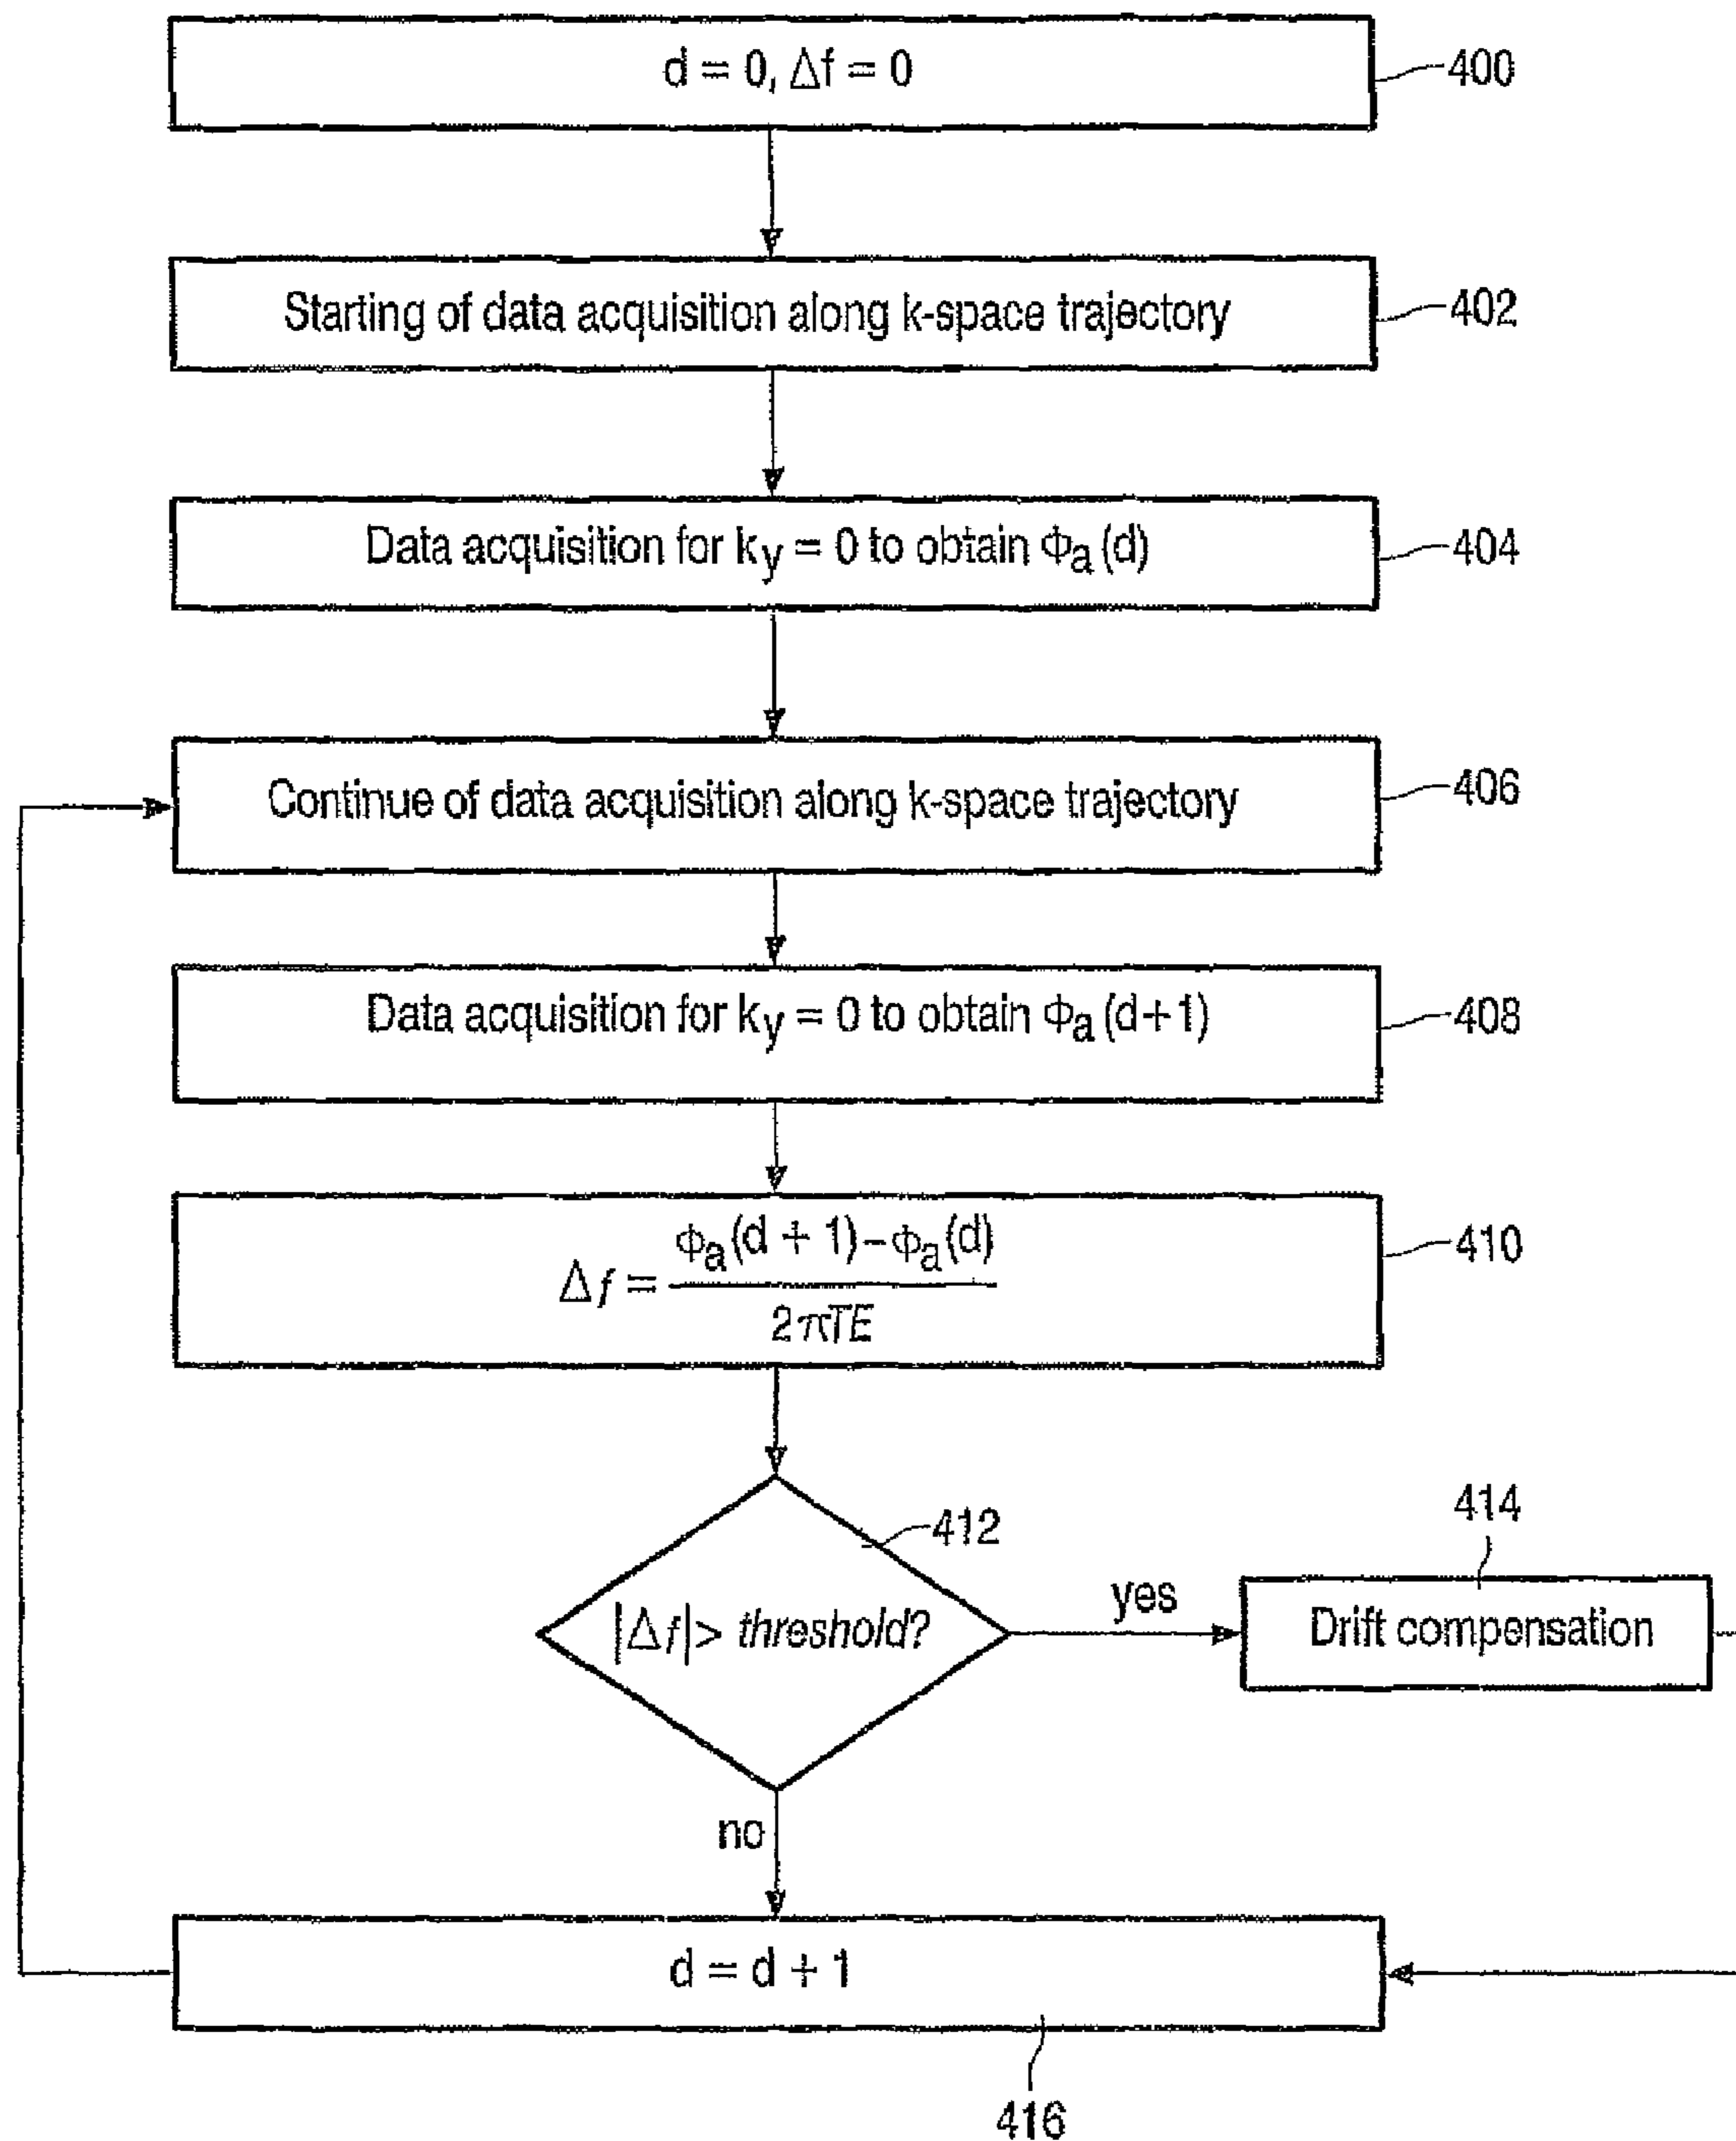 d = 0, Δf = 0
400
Starting of data acquisition along k-space trajectory
402
Data acquisition for ky = 0 to obtain Φa (d)
404
Continue of data acquisition along k-space trajectory
406
Data acquisition for ky = 0 to obtain Φa (d+1)
408
Δf = Φa(d + 1) - Φa(d)
2πTE
410
412
|Δf| > threshold?
yes
414
Drift compensation
no
d = d + 1
416